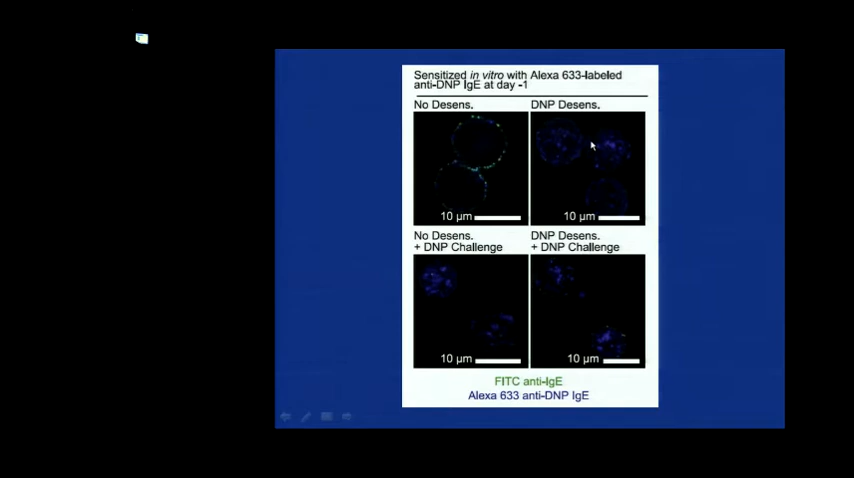 Sensitized in vitro with Alexa 633-labeled
anti-DNP IgE at day -1
No Desens.
DNP Desens.
10 µm
10 µm
No Desens.
+ DNP Challenge
DNP Desens.
+ DNP Challenge
10 µm
10 µm
FITC anti-IgE
Alexa 633 anti-DNP IgE